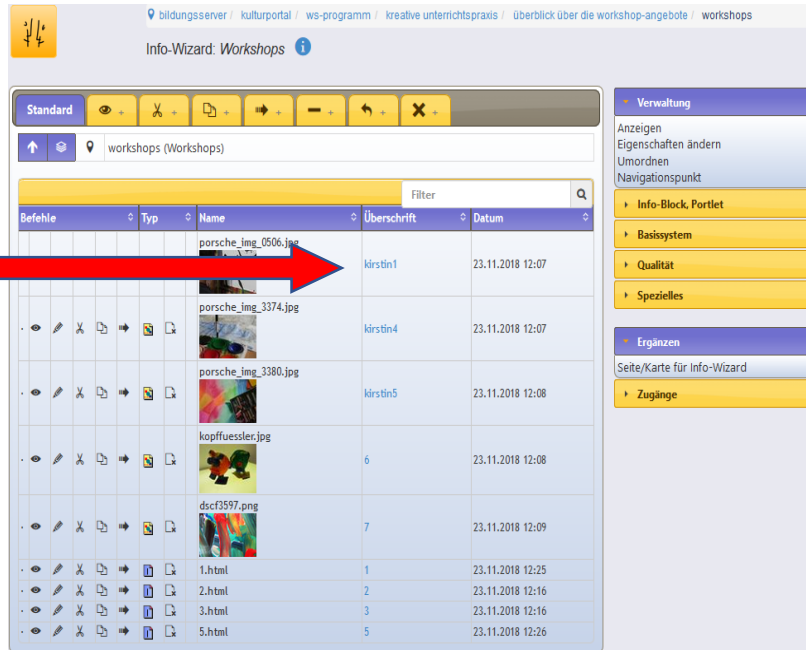 bildungsserver / kulturportal / ws-programm / kreative unterrichtspraxis / überblick über die workshop-angebote / workshops
Info-Wizard: Workshops i
Standard + + + + + + +
workshops (Workshops)
Filter
Befehle Typ Name Überschrift Datum
porsche_img_0506.jpg
kirstin1 23.11.2018 12:07
porsche_img_3374.jpg
kirstin4 23.11.2018 12:07
porsche_img_3380.jpg
kirstin5 23.11.2018 12:08
kopffuessler.jpg
6 23.11.2018 12:08
dscf3597.png
7 23.11.2018 12:09
1.html 1 23.11.2018 12:25
2.html 2 23.11.2018 12:16
3.html 3 23.11.2018 12:16
5.html 5 23.11.2018 12:26
Verwaltung
Anzeigen
Eigenschaften ändern
Umordnen
Navigationspunkt
Info-Block, Portlet
Basissystem
Qualität
Spezielles
Ergänzen
Seite/Karte für Info-Wizard
Zugänge